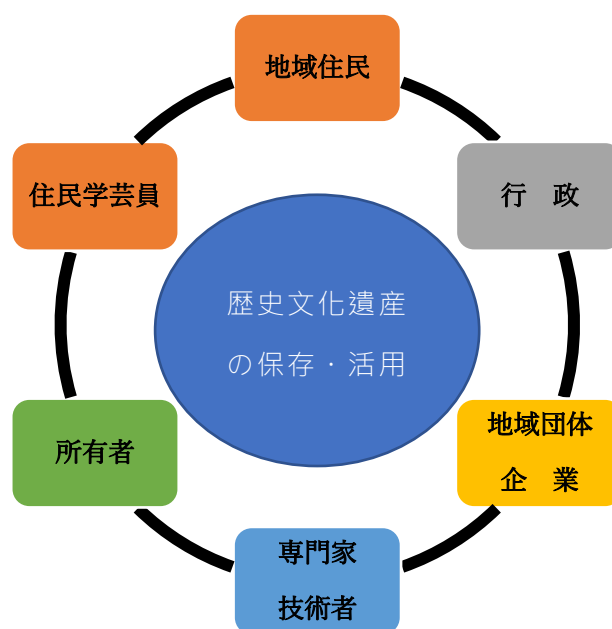 地域住民
住民学芸員
行　政
歴史文化遺産
の保存・活用
所有者
地域団体
企　業
専門家
技術者